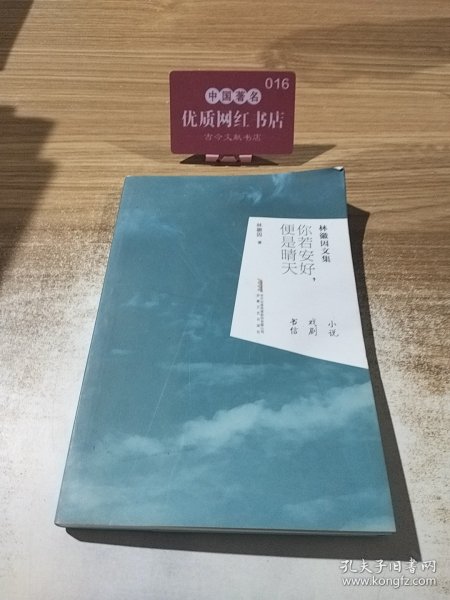 016
中国著名
优质网红书店
古今文献书店
林徽因文集
你若安好，
便是晴天
林徽因 著
小说
戏剧
书信
孔夫子旧书网
www.kongfz.com